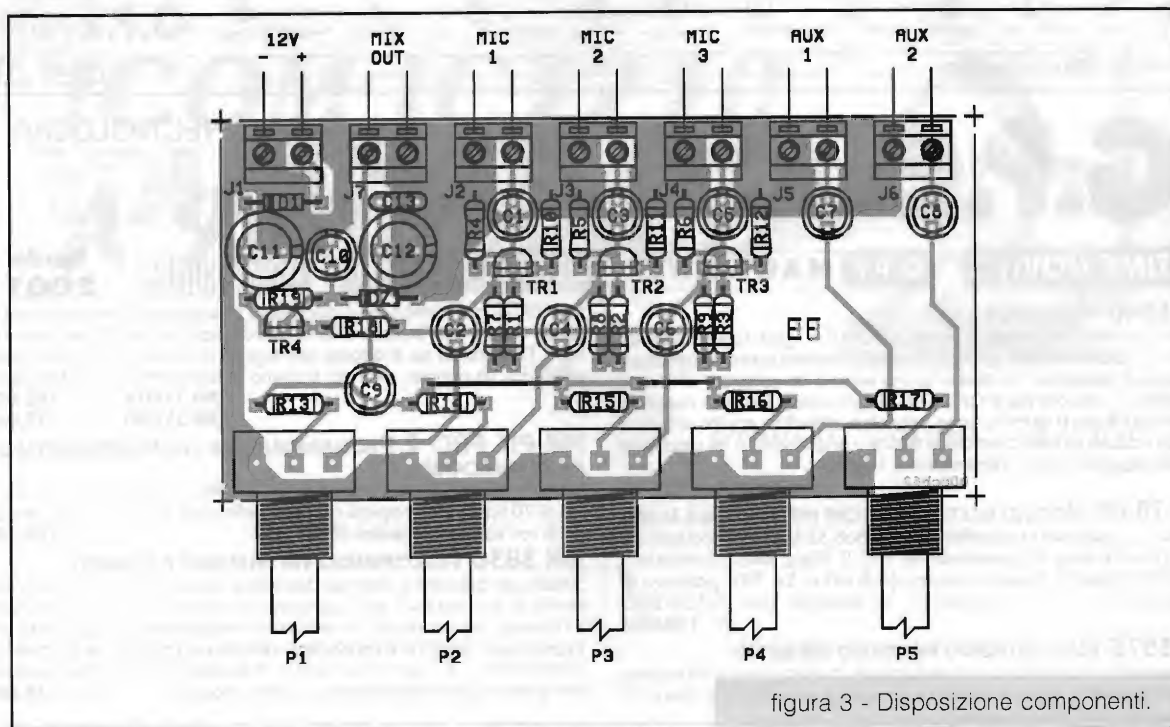 12V MIX MIC MIC MIC AUX AUX
- + OUT 1 2 3 1 2
J1 J7 J2 J3 J4 J5 J6
D1 C13 R4 C1 R10 R5 C3 R11 R6 C5 R12 C7 C8
C11 C10 C12
TR1 TR2 TR3
R19 DZ1
TR4 R18 C2 R7 R1 C4 R8 R2 C6 R9 R3
C9
R13 R14 R15 R16 R17
P1 P2 P3 P4 P5
figura 3 - Disposizione componenti.